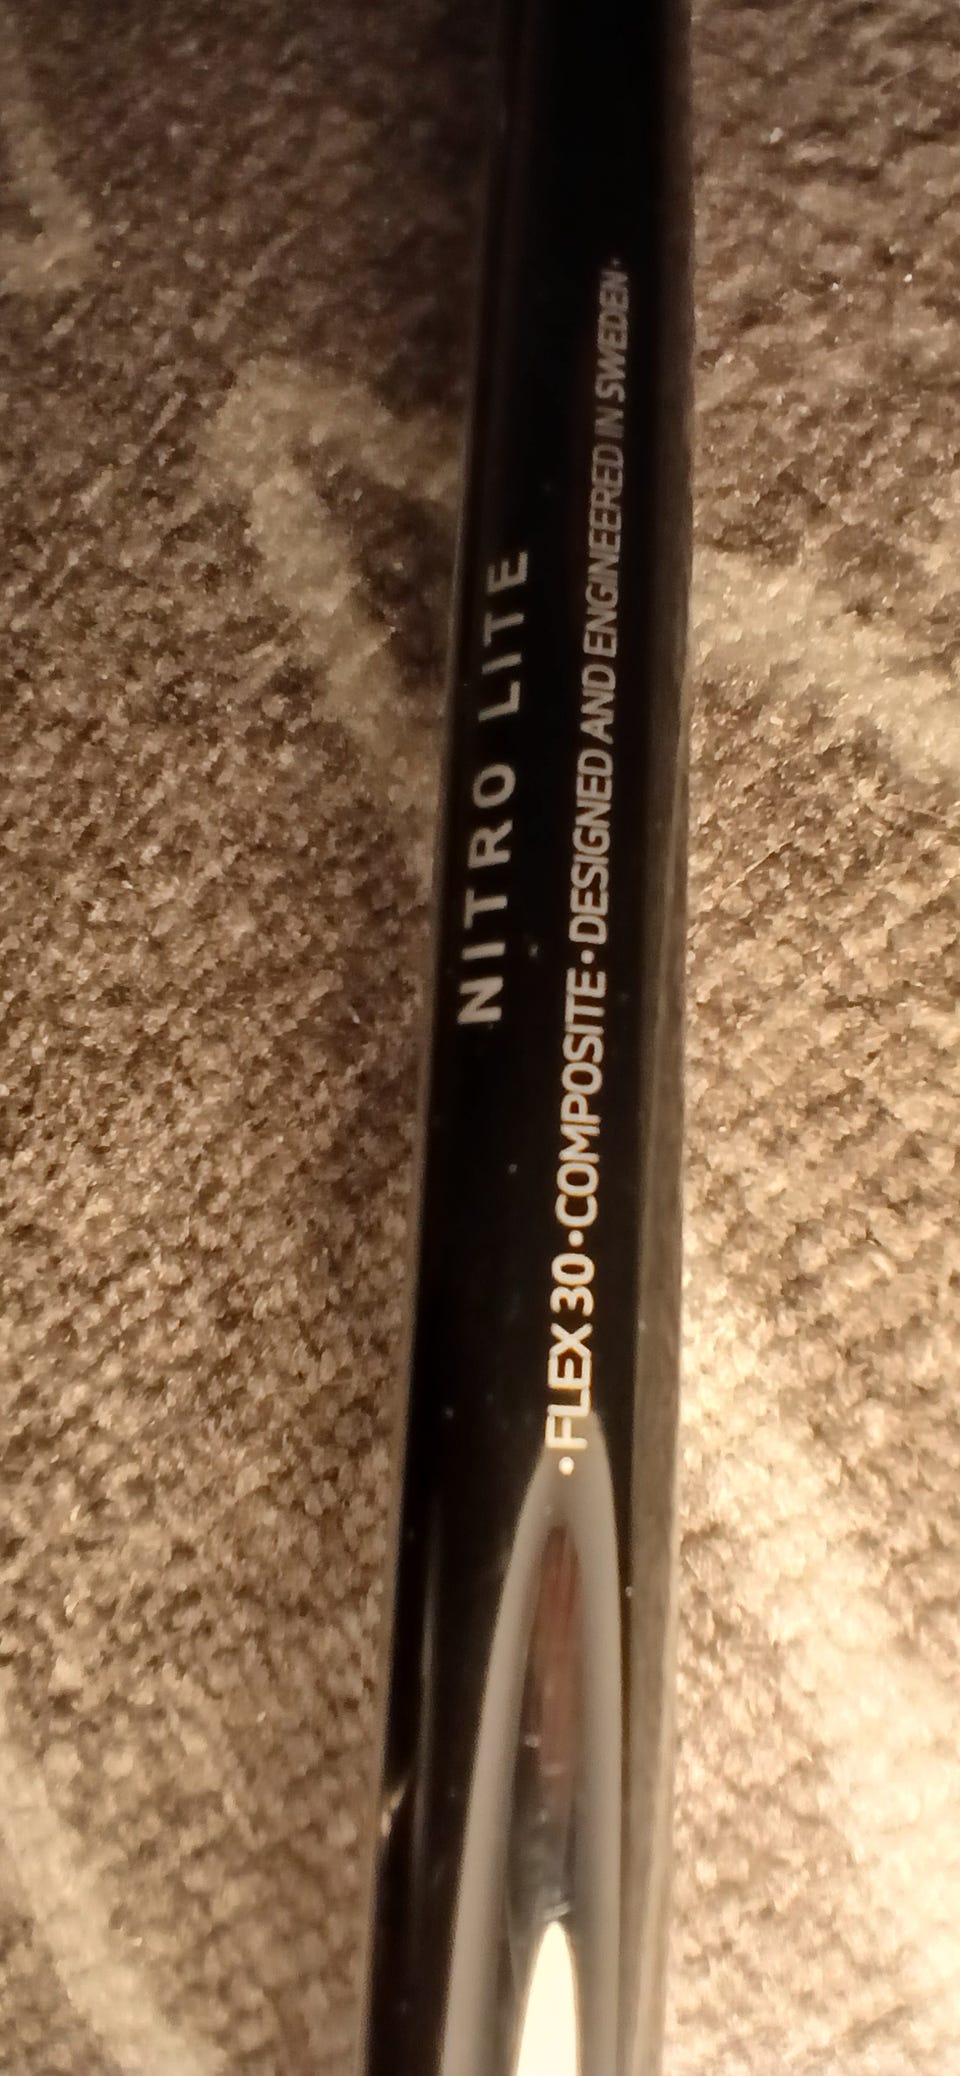 NITRO LITE
• FLEX 30 • COMPOSITE • DESIGNED AND ENGINEERED IN SWEDEN •